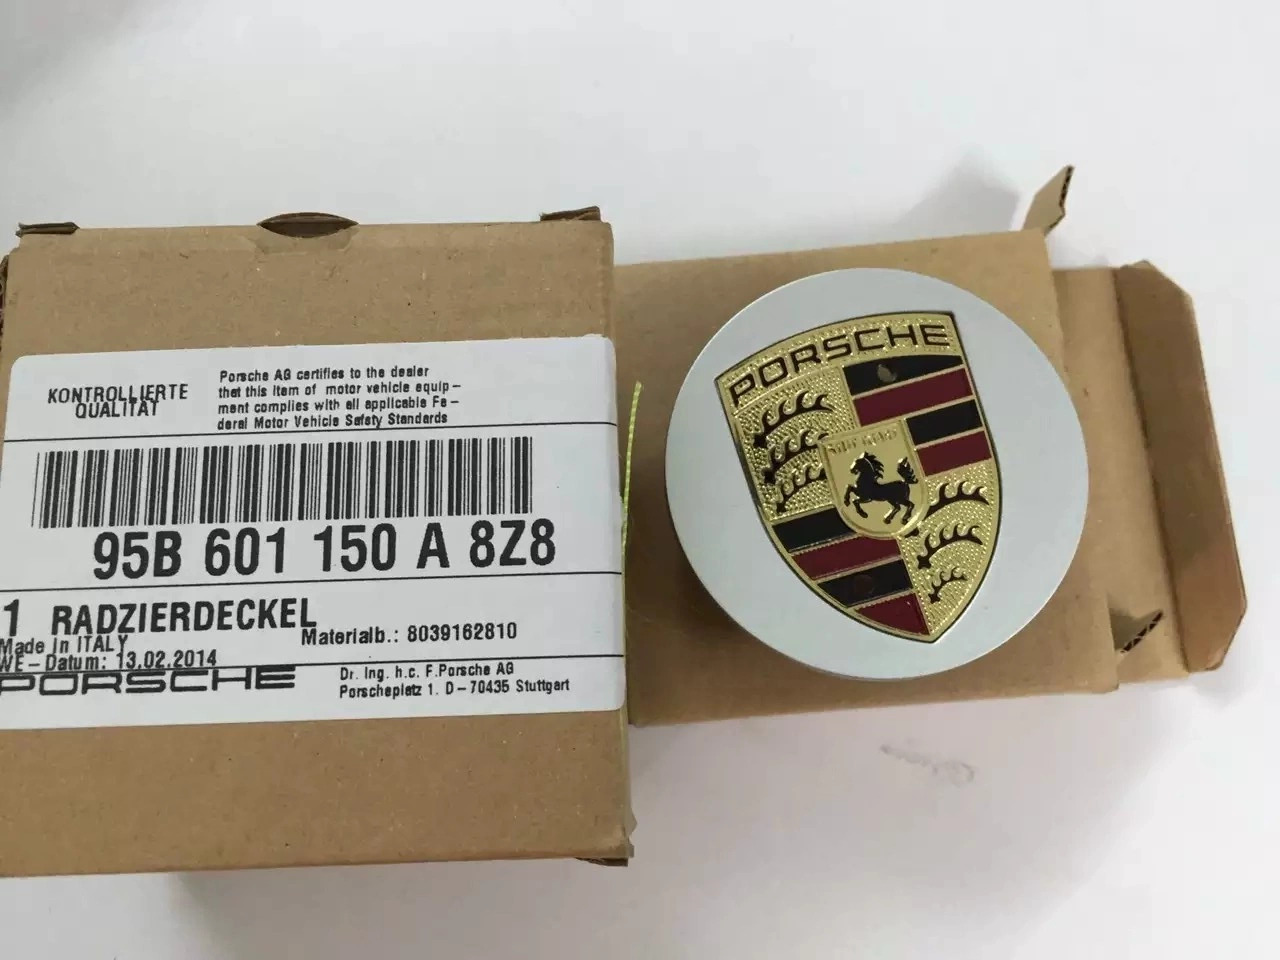 KONTROLLIERTE
QUALITÄT
Porsche AG certifies to the dealer
that this item of motor vehicle equip-
ment complies with all applicable Fe-
deral Motor Vehicle Safety Standards
95B 601 150 A 8Z8
1 RADZIERDECKEL
Made in ITALY
Materialb.: 8039162810
WE-Datum: 13.02.2014
PORSCHE
Dr. Ing. h.c. F.Porsche AG
Porscheplatz 1. D-70435 Stuttgart
PORSCHE